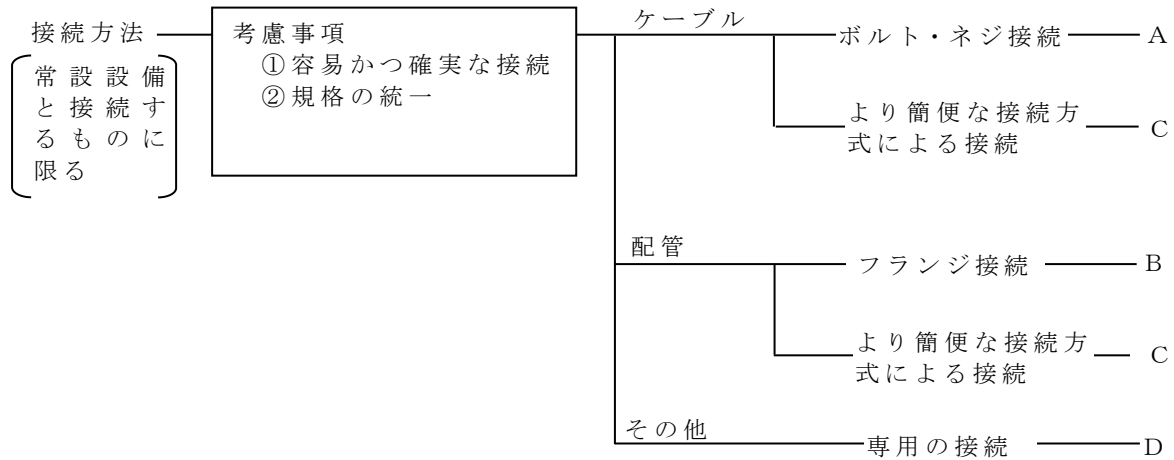 接続方法
常設設備
と接続す
るものに
限る
考慮事項
①容易かつ確実な接続
②規格の統一
ケーブル
ボルト・ネジ接続
A
より簡便な接続方
式による接続
C
配管
フランジ接続
B
より簡便な接続方
式による接続
C
その他
専用の接続
D